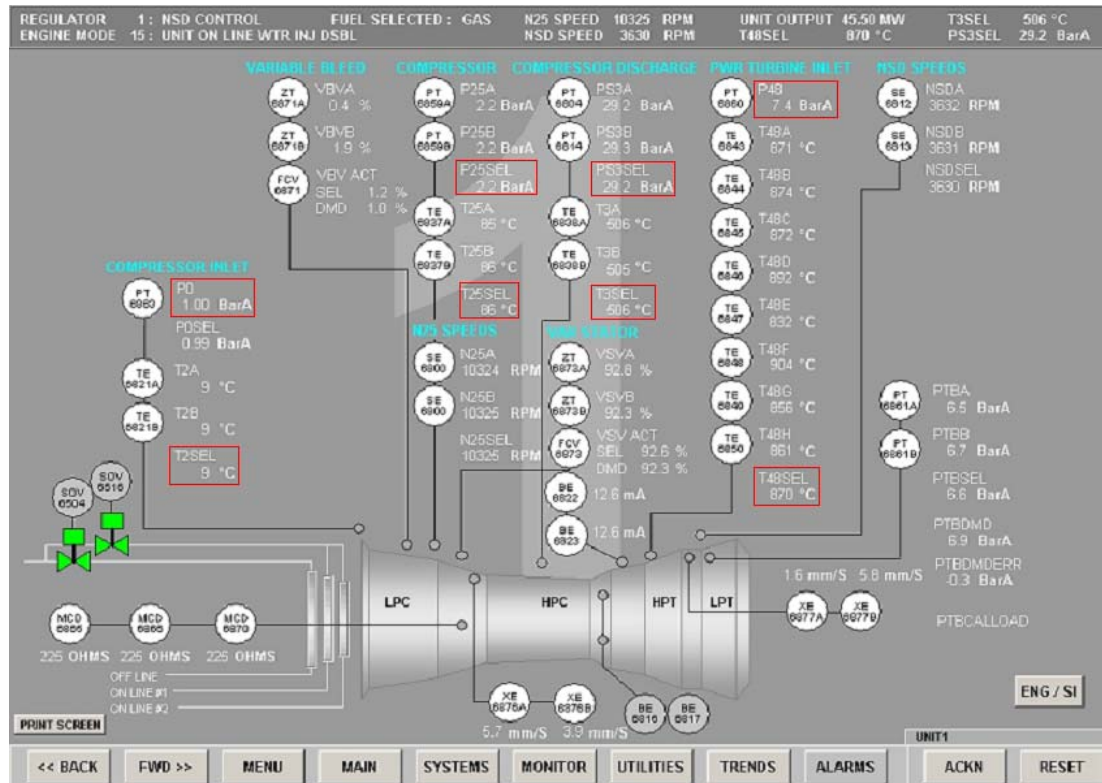 REGULATOR 1 : NSD CONTROL FUEL SELECTED : GAS N25 SPEED 10325 RPM UNIT OUTPUT 45.50 MW T3SEL 506 °C
ENGINE MODE 15 : UNIT ON LINE WTR INJ DSBL NSD SPEED 3630 RPM T48SEL 870 °C PS3SEL 29.2 BarA
VARIABLE BLEED
ZT 6871A VBVA 0.4 %
ZT 6871B VBVB 1.9 %
FCV 6871 VBV ACT
SEL 1.2 %
DMD 1.0 %
COMPRESSOR
PT 6859A P25A 2.2 BarA
PT 6859B P25B 2.2 BarA
P25SEL 2.2 BarA
TE 6837A T25A 85 °C
TE 6837B T25B 86 °C
T25SEL 86 °C
N25 SPEEDS
SE 6800 N25A 10324 RPM
SE 6800 N25B 10325 RPM
N25SEL 10325 RPM
COMPRESSOR DISCHARGE
PT 6804 PS3A 29.2 BarA
PT 6814 PS3B 29.3 BarA
PS3SEL 29.2 BarA
TE 6838A T3A 506 °C
TE 6838B T3B 505 °C
T3SEL 506 °C
STATOR
ZT 6873A VSVA 92.8 %
ZT 6873B VSVB 92.3 %
FCV 6873 VSV ACT
SEL 92.6 %
DMD 92.3 %
BE 6822 12.6 mA
BE 6823 12.6 mA
PWR TURBINE INLET
PT 6860 P48 7.4 BarA
TE 6843 T48A 871 °C
TE 6844 T48B 874 °C
TE 6845 T48C 872 °C
TE 6846 T48D 892 °C
TE 6847 T48E 832 °C
TE 6848 T48F 904 °C
TE 6849 T48G 856 °C
TE 6850 T48H 861 °C
T48SEL 870 °C
NSD SPEEDS
SE 6812 NSDA 3632 RPM
SE 6813 NSDB 3631 RPM
NSDSEL 3630 RPM
COMPRESSOR INLET
PT P0 1.00 BarA
P0SEL 0.99 BarA
TE 6821A T2A 9 °C
TE 6821B T2B 9 °C
T2SEL 9 °C
SOV 6504
SOV 6516
PT 6861A PTBA 6.5 BarA
PT 6861B PTBB 6.7 BarA
PTBSEL 6.6 BarA
PTBDMD 6.9 BarA
PTBDMDERR -0.3 BarA
PTBCALLOAD
1
LPC HPC HPT LPT
MCD MCD MCD 6870
225 OHMS 225 OHMS 225 OHMS
OFF LINE
ON LINE #1
ON LINE #2
XE 6876A XE 6876B
5.7 mm/S 3.9 mm/S
BE 6816 BE 6817
1.6 mm/S 5.8 mm/S
XE 6877A XE 6877B
ENG / SI
PRINT SCREEN
UNIT1
<< BACK FWD >> MENU MAIN SYSTEMS MONITOR UTILITIES TRENDS ALARMS ACKN RESET